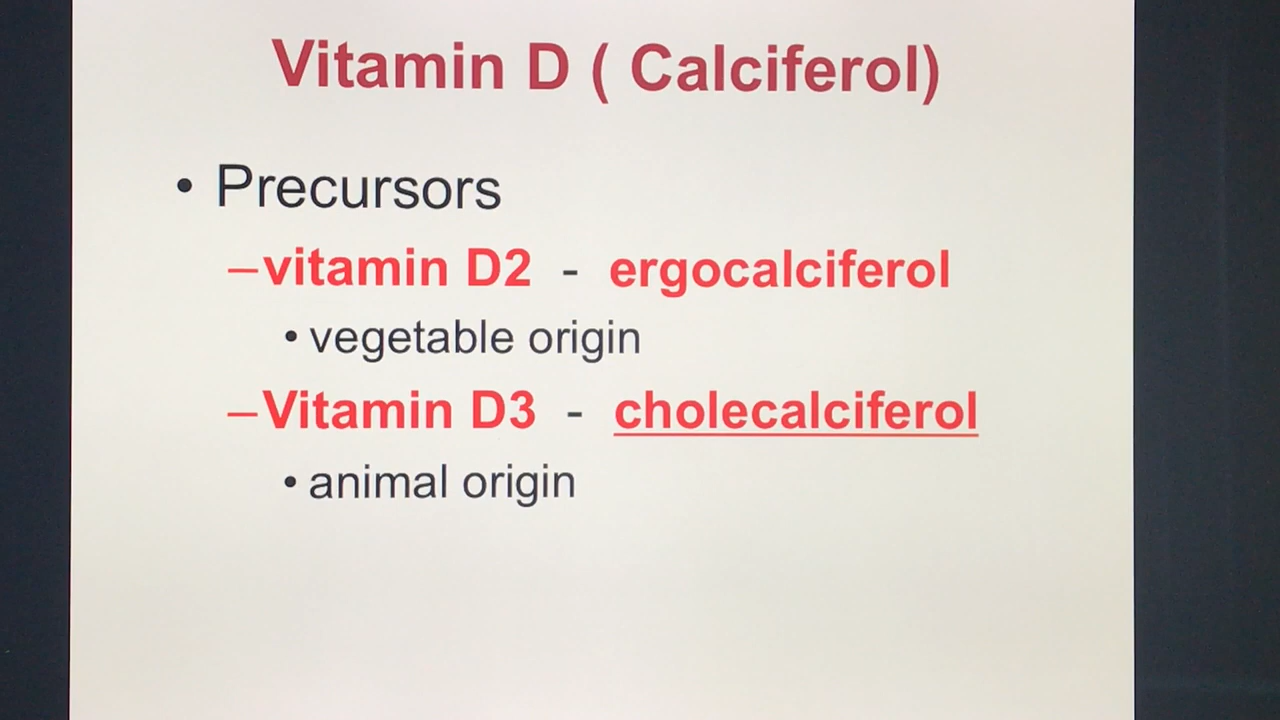 Vitamin D ( Calciferol)
• Precursors
–vitamin D2 - ergocalciferol
• vegetable origin
–Vitamin D3 - cholecalciferol
• animal origin